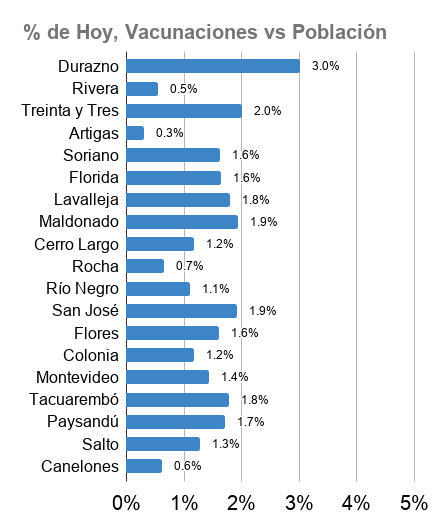 % de Hoy, Vacunaciones vs Población
Durazno 3.0%
Rivera 0.5%
Treinta y Tres 2.0%
Artigas 0.3%
Soriano 1.6%
Florida 1.6%
Lavalleja 1.8%
Maldonado 1.9%
Cerro Largo 1.2%
Rocha 0.7%
Río Negro 1.1%
San José 1.9%
Flores 1.6%
Colonia 1.2%
Montevideo 1.4%
Tacuarembó 1.8%
Paysandú 1.7%
Salto 1.3%
Canelones 0.6%
0% 1% 2% 3% 4% 5%